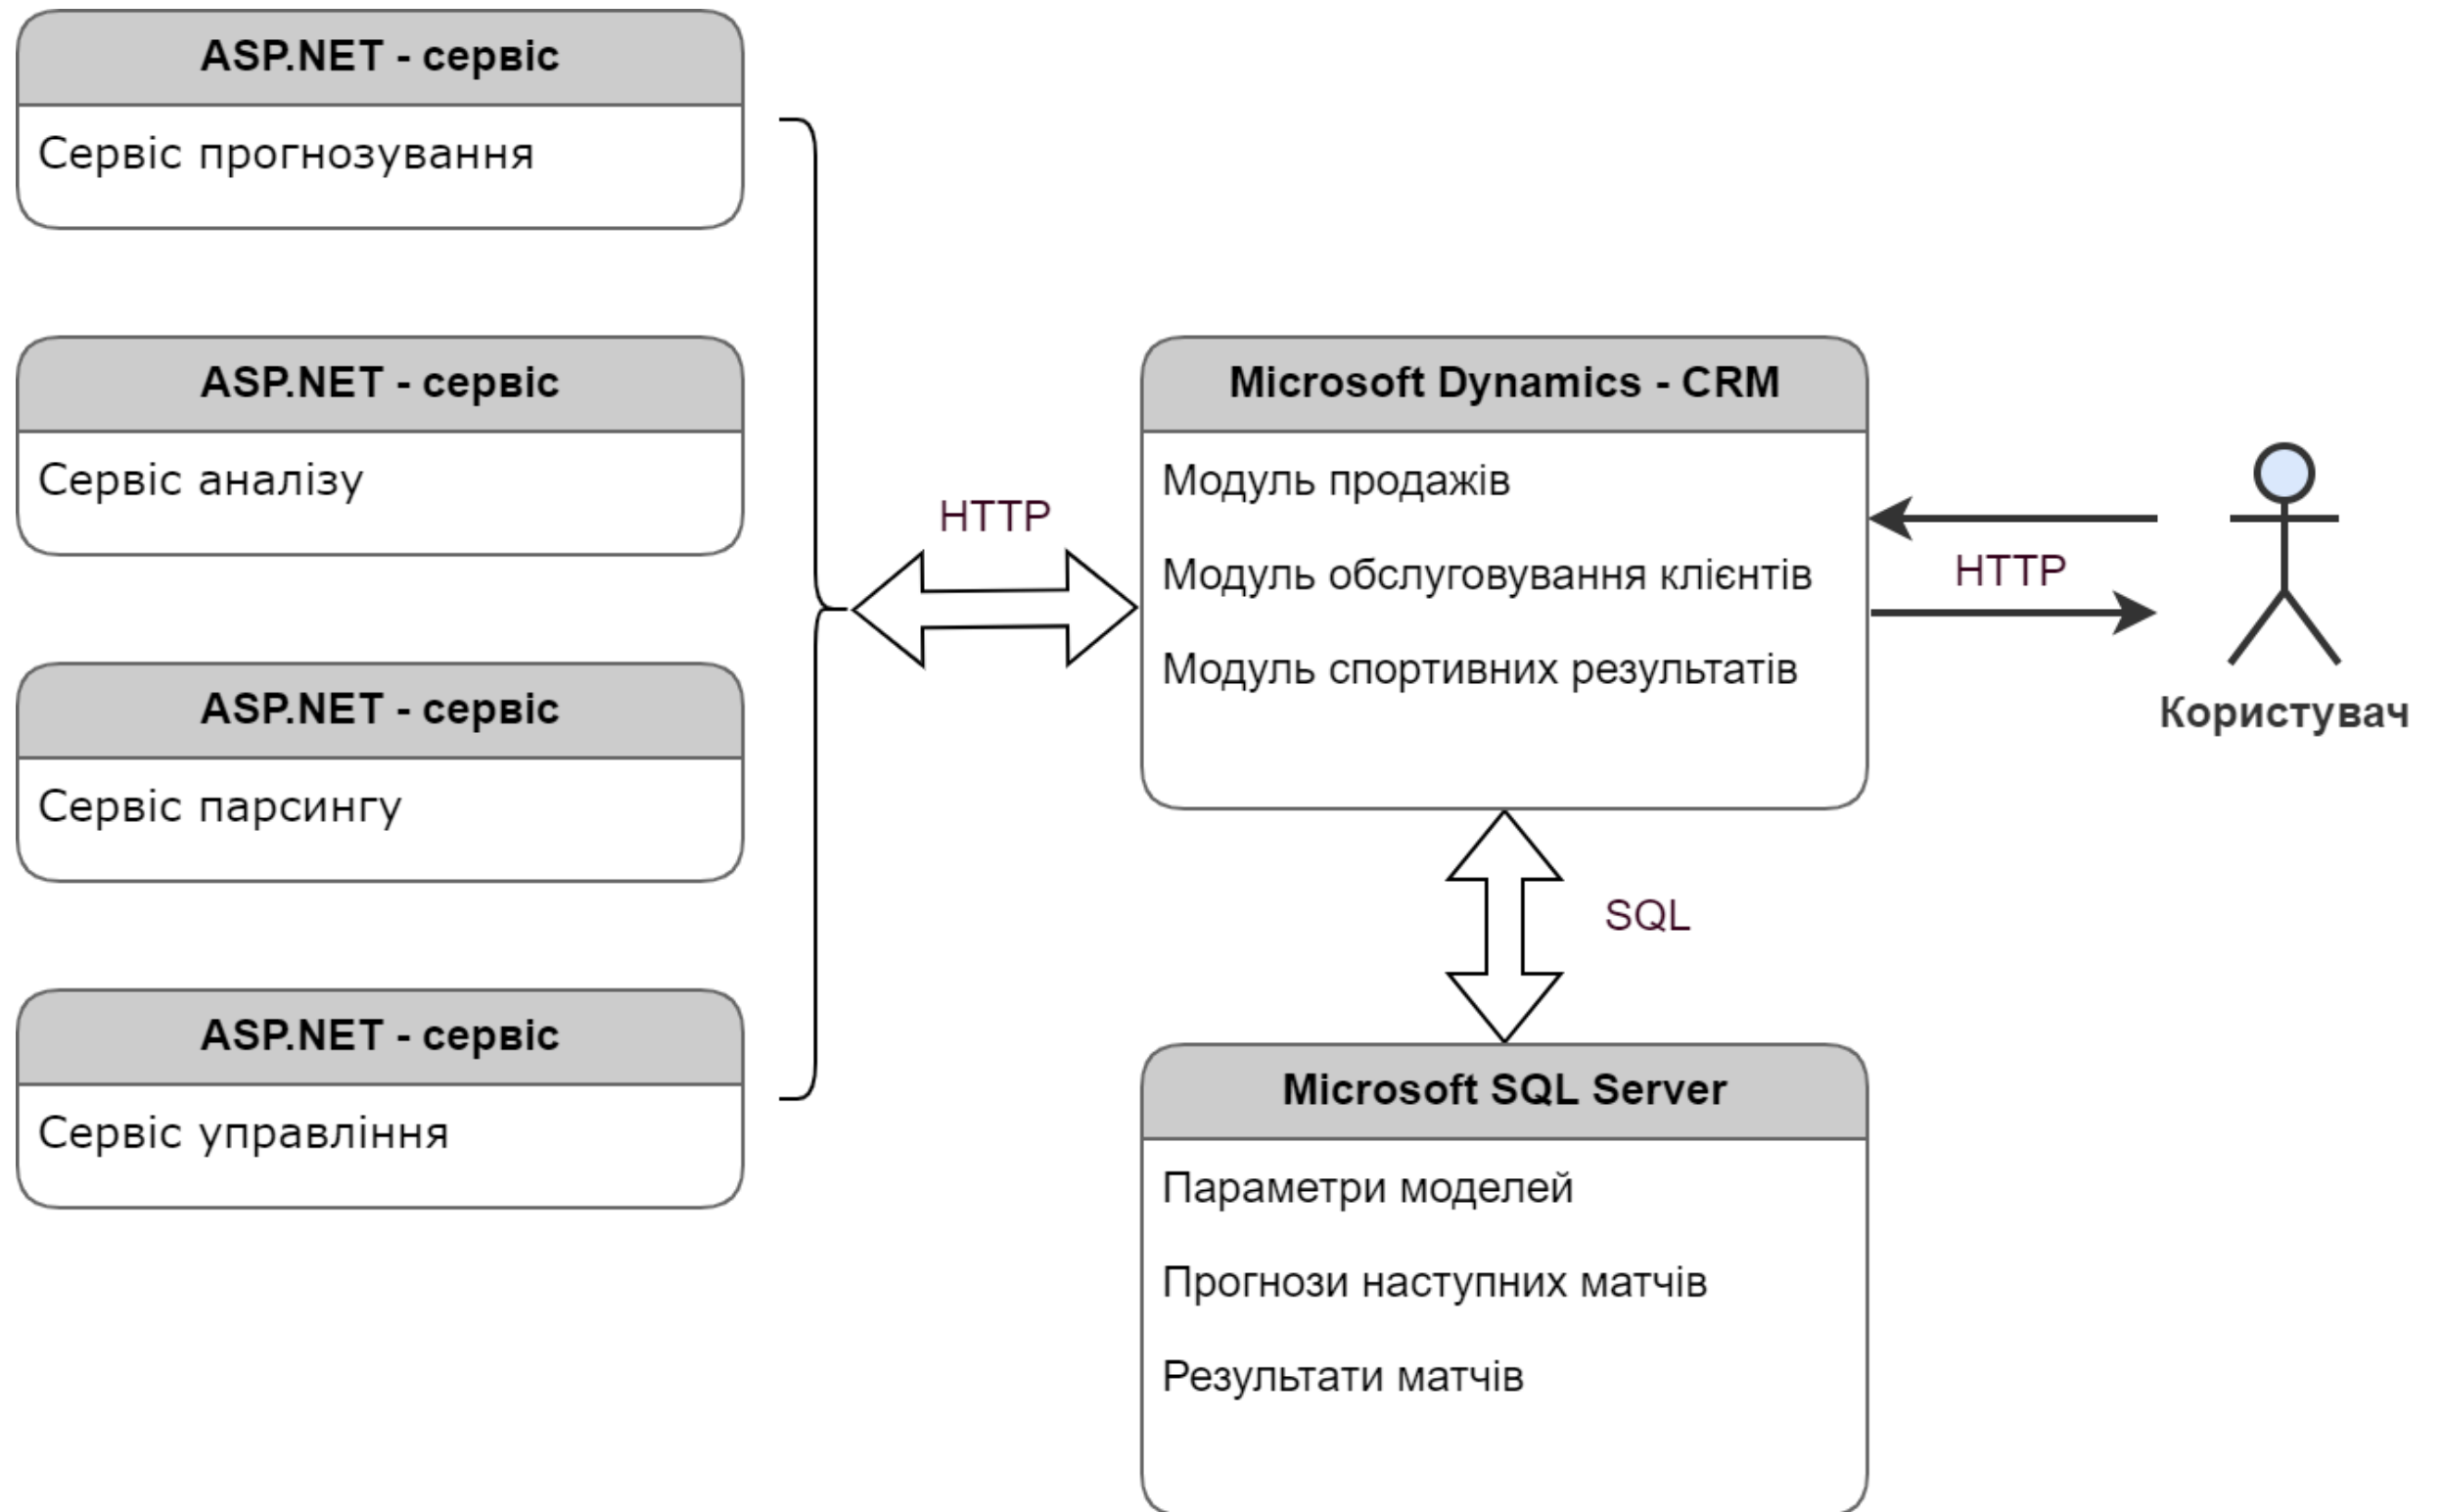 ASP.NET - сервіс
Сервіс прогнозування
ASP.NET - сервіс
Сервіс аналізу
ASP.NET - сервіс
Сервіс парсингу
ASP.NET - сервіс
Сервіс управління
HTTP
Microsoft Dynamics - CRM
Модуль продажів
Модуль обслуговування клієнтів
Модуль спортивних результатів
HTTP
Користувач
SQL
Microsoft SQL Server
Параметри моделей
Прогнози наступних матчів
Результати матчів